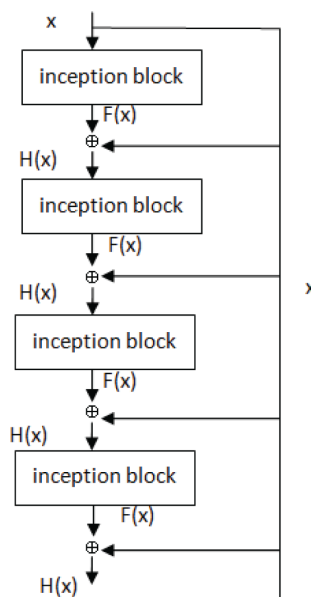 x
inception block
F(x)
H(x)
inception block
F(x)
H(x)
x
inception block
F(x)
H(x)
inception block
F(x)
H(x)